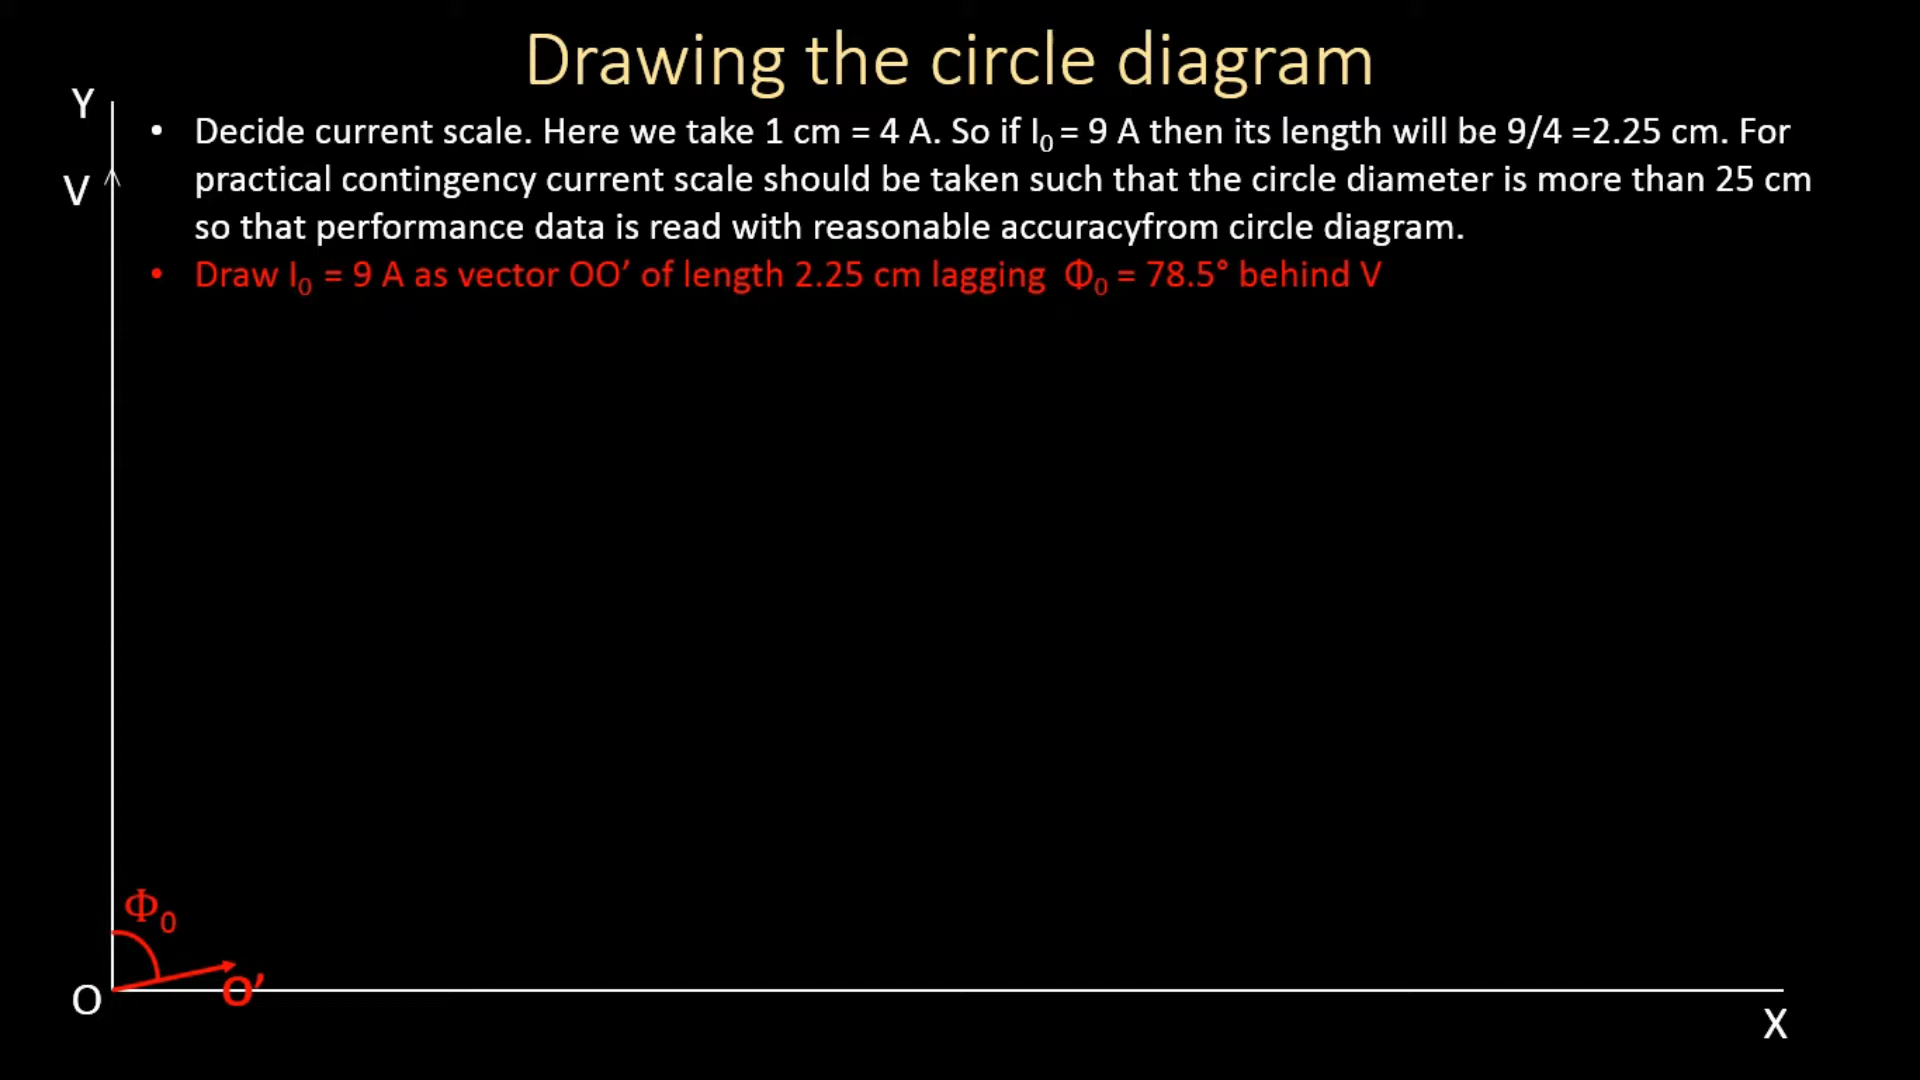 Drawing the circle diagram
Y
• Decide current scale. Here we take 1 cm = 4 A. So if I₀ = 9 A then its length will be 9/4 =2.25 cm. For
practical contingency current scale should be taken such that the circle diameter is more than 25 cm
V
so that performance data is read with reasonable accuracyfrom circle diagram.
• Draw I₀ = 9 A as vector OO’ of length 2.25 cm lagging Φ₀ = 78.5° behind V
Φ₀
O
O’
X